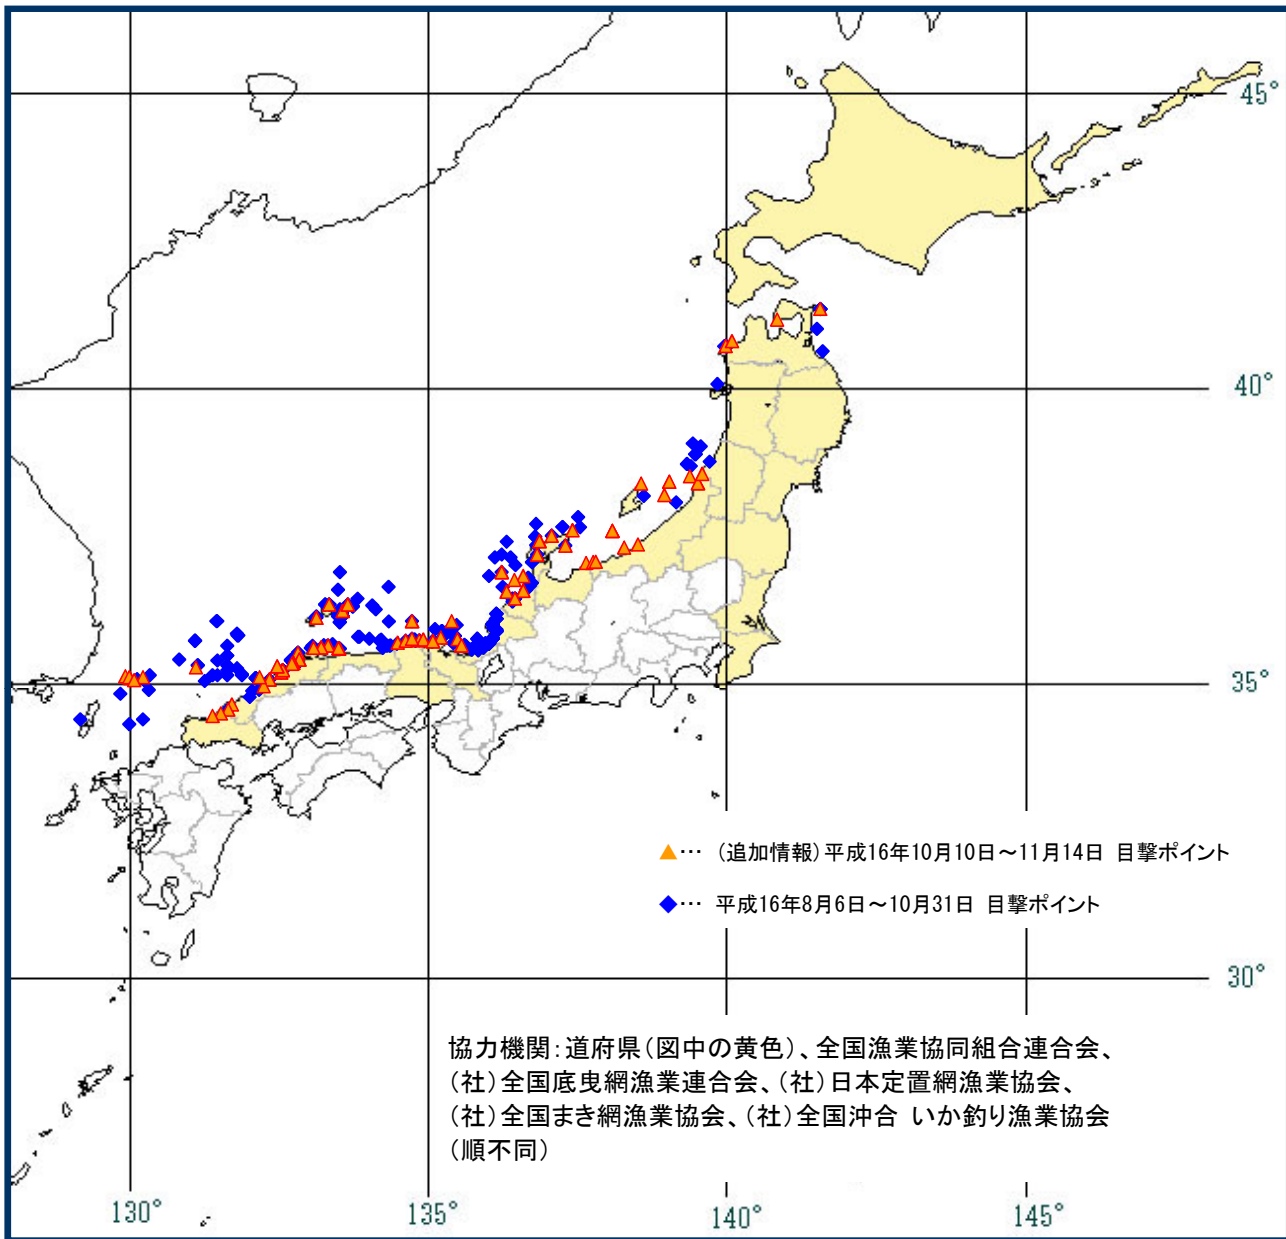 45°
40°
35°
▲… （追加情報）平成16年10月10日～11月14日 目撃ポイント
◆… 平成16年8月6日～10月31日 目撃ポイント
30°
協力機関：道府県（図中の黄色）、全国漁業協同組合連合会、
（社）全国底曳網漁業連合会、（社）日本定置網漁業協会、
（社）全国まき網漁業協会、（社）全国沖合 いか釣り漁業協会
（順不同）
130° 135° 140° 145°